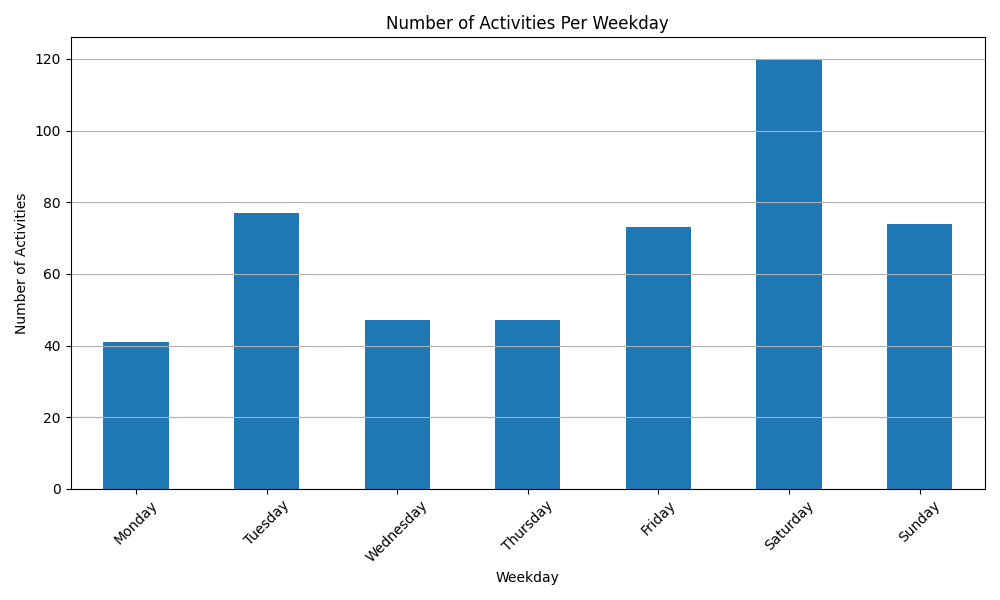 Number of Activities Per Weekday
Number of Activities
120
100
80
60
40
20
0
Monday
Tuesday
Wednesday
Thursday
Friday
Saturday
Sunday
Weekday